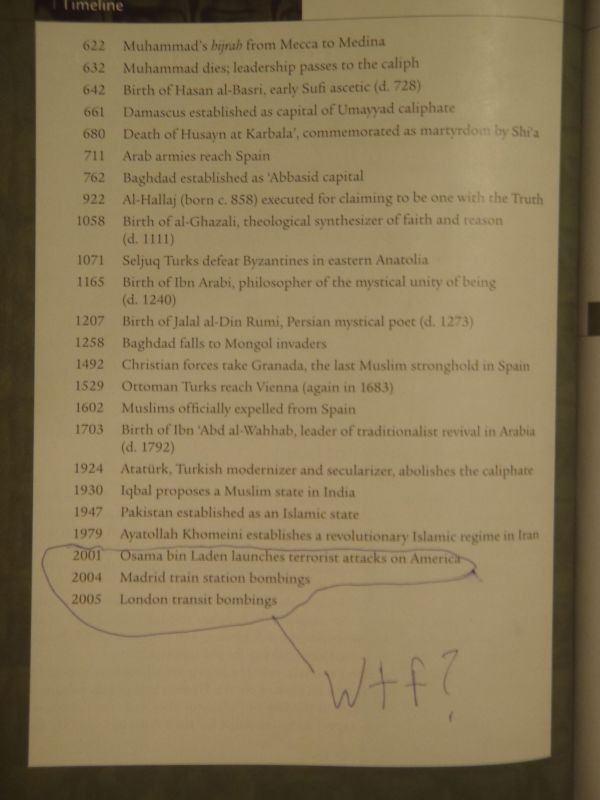 Timeline
622 Muhammad's hijrah from Mecca to Medina
632 Muhammad dies; leadership passes to the caliph
642 Birth of Hasan al-Basri, early Sufi ascetic (d. 728)
661 Damascus established as capital of Umayyad caliphate
680 Death of Husayn at Karbala', commemorated as martyrdom by Shi'a
711 Arab armies reach Spain
762 Baghdad established as 'Abbasid capital
922 Al-Hallaj (born c. 858) executed for claiming to be one with the Truth
1058 Birth of al-Ghazali, theological synthesizer of faith and reason
(d. 1111)
1071 Seljuq Turks defeat Byzantines in eastern Anatolia
1165 Birth of Ibn Arabi, philosopher of the mystical unity of being
(d. 1240)
1207 Birth of Jalal al-Din Rumi, Persian mystical poet (d. 1273)
1258 Baghdad falls to Mongol invaders
1492 Christian forces take Granada, the last Muslim stronghold in Spain
1529 Ottoman Turks reach Vienna (again in 1683)
1602 Muslims officially expelled from Spain
1703 Birth of Ibn 'Abd al-Wahhab, leader of traditionalist revival in Arabia
(d. 1792)
1924 Atatürk, Turkish modernizer and secularizer, abolishes the caliphate
1930 Iqbal proposes a Muslim state in India
1947 Pakistan established as an Islamic state
1979 Ayatollah Khomeini establishes a revolutionary Islamic regime in Iran
2001 Osama bin Laden launches terrorist attacks on America
2004 Madrid train station bombings
2005 London transit bombings
Wtf?